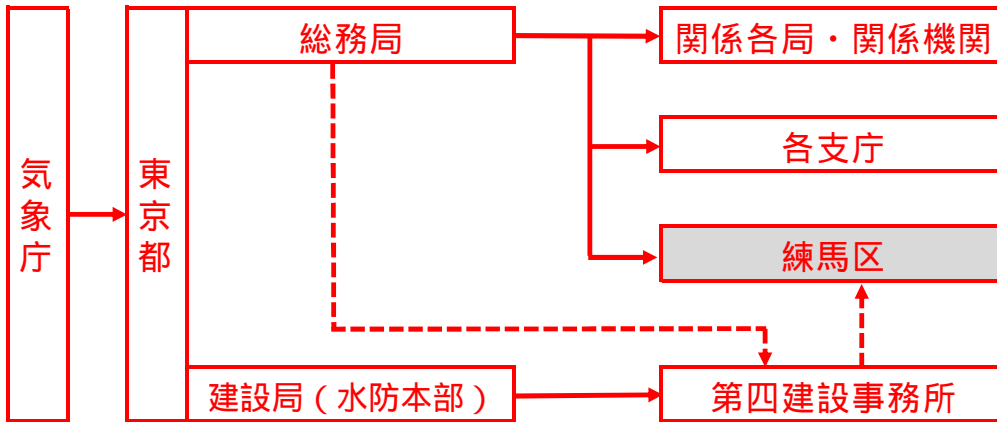 気象庁
東京都
総務局
関係各局・関係機関
各支庁
練馬区
建設局（水防本部）
第四建設事務所